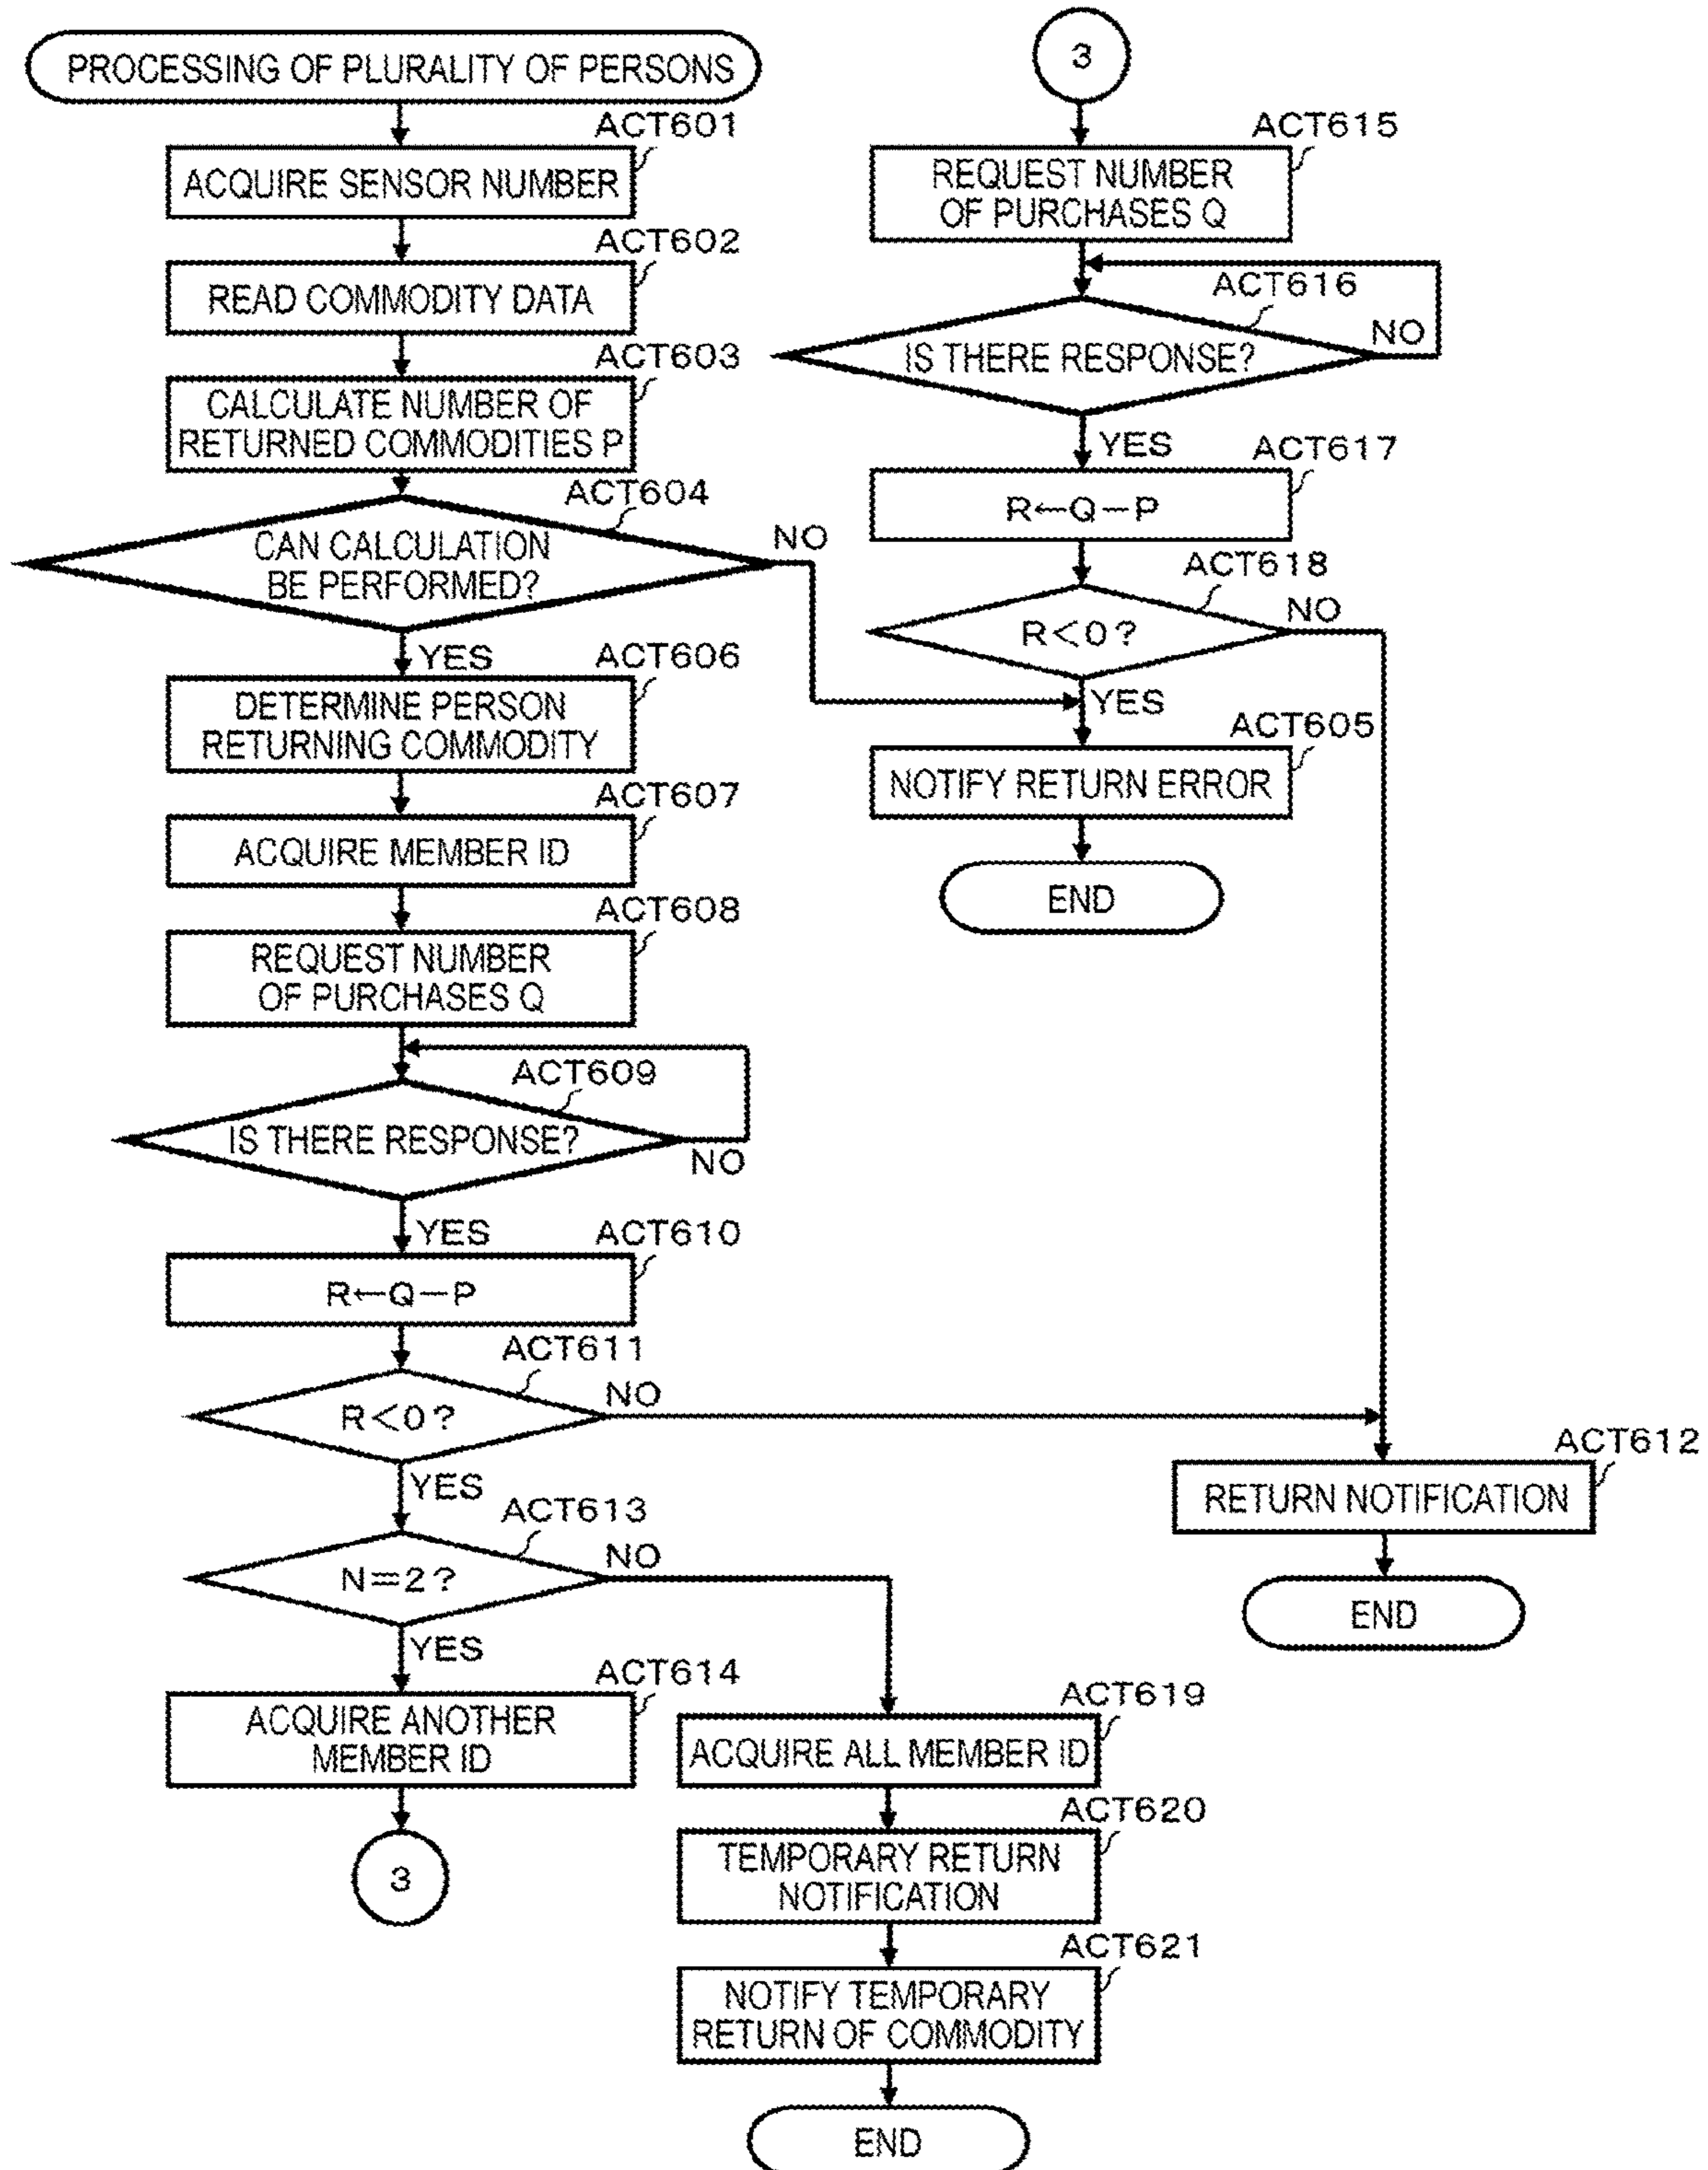 PROCESSING OF PLURALITY OF PERSONS
ACT601
ACQUIRE SENSOR NUMBER
ACT602
READ COMMODITY DATA
ACT603
CALCULATE NUMBER OF
RETURNED COMMODITIES P
ACT604
CAN CALCULATION
BE PERFORMED?
NO
YES
ACT606
DETERMINE PERSON
RETURNING COMMODITY
ACT607
ACQUIRE MEMBER ID
ACT608
REQUEST NUMBER
OF PURCHASES Q
ACT609
IS THERE RESPONSE?
NO
YES
ACT610
R←Q−P
ACT611
R<0?
NO
YES
ACT613
N=2?
NO
YES
ACT614
ACQUIRE ANOTHER
MEMBER ID
3
3
ACT615
REQUEST NUMBER
OF PURCHASES Q
ACT616
IS THERE RESPONSE?
NO
YES
ACT617
R←Q−P
ACT618
R<0?
NO
YES
ACT605
NOTIFY RETURN ERROR
END
ACT612
RETURN NOTIFICATION
END
ACT619
ACQUIRE ALL MEMBER ID
ACT620
TEMPORARY RETURN
NOTIFICATION
ACT621
NOTIFY TEMPORARY
RETURN OF COMMODITY
END